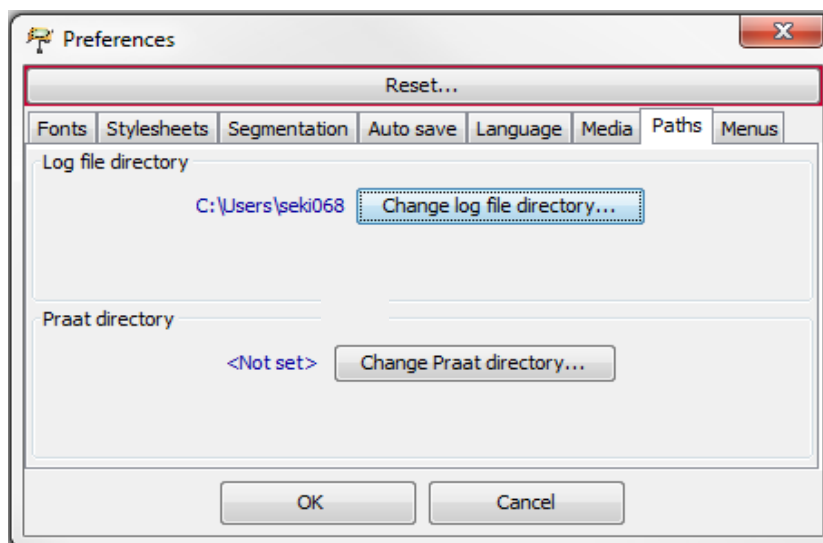 Preferences
Reset...
Fonts Stylesheets Segmentation Auto save Language Media Paths Menus
Log file directory
C:\Users\seki068 Change log file directory...
Praat directory
<Not set> Change Praat directory...
OK Cancel